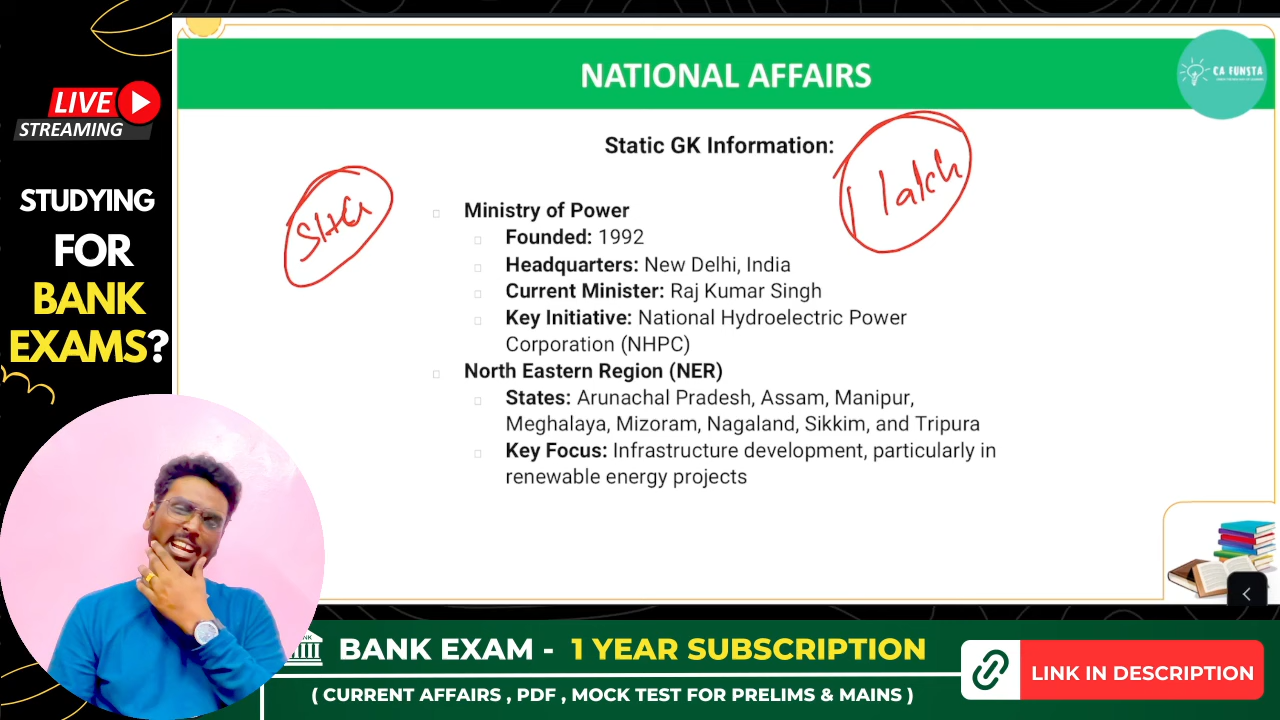 NATIONAL AFFAIRS
CA FUNSTA
LIVE
STREAMING
STUDYING
FOR
BANK
EXAMS?
Static GK Information:
1 lakh
SHG
Ministry of Power
Founded: 1992
Headquarters: New Delhi, India
Current Minister: Raj Kumar Singh
Key Initiative: National Hydroelectric Power
Corporation (NHPC)
North Eastern Region (NER)
States: Arunachal Pradesh, Assam, Manipur,
Meghalaya, Mizoram, Nagaland, Sikkim, and Tripura
Key Focus: Infrastructure development, particularly in
renewable energy projects
BANK EXAM - 1 YEAR SUBSCRIPTION
( CURRENT AFFAIRS , PDF , MOCK TEST FOR PRELIMS & MAINS )
LINK IN DESCRIPTION